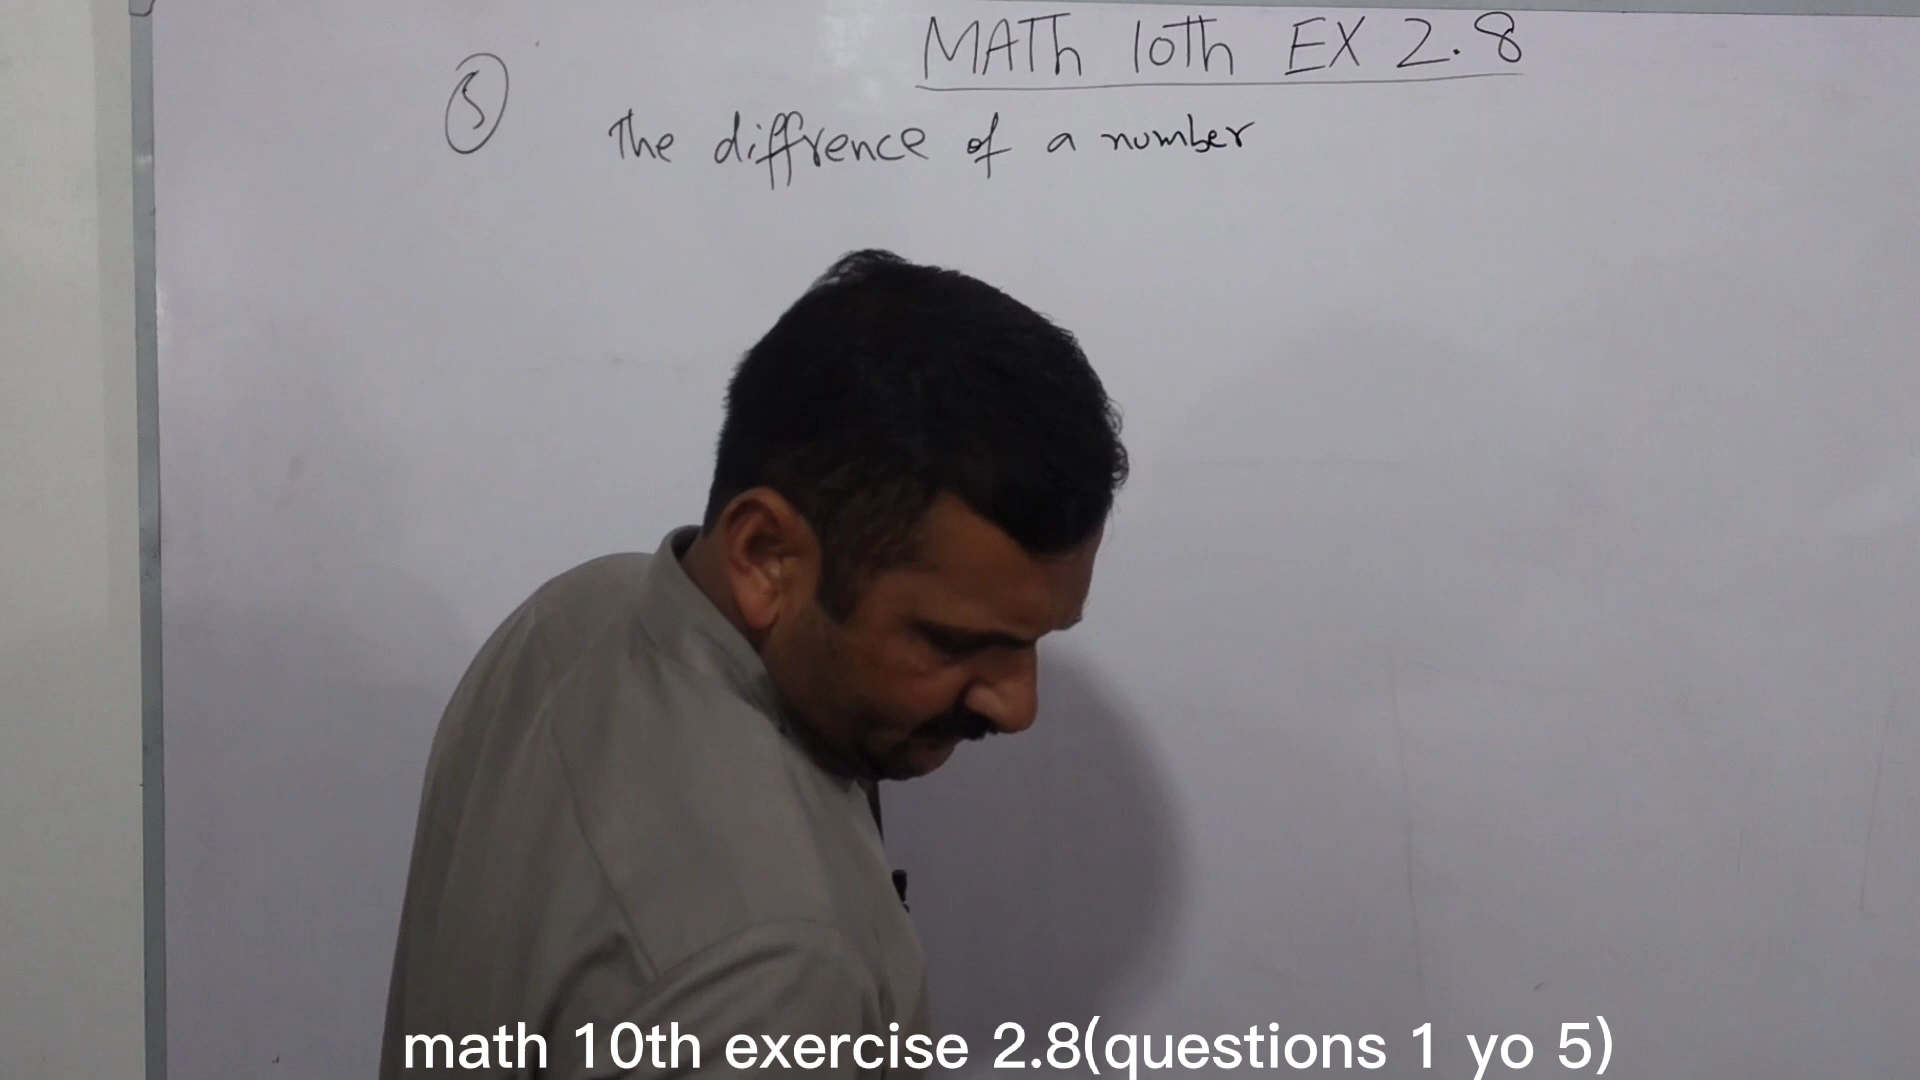 MATh 10th EX 2.8
5
The diffrence of a number
math 10th exercise 2.8(questions 1 yo 5)